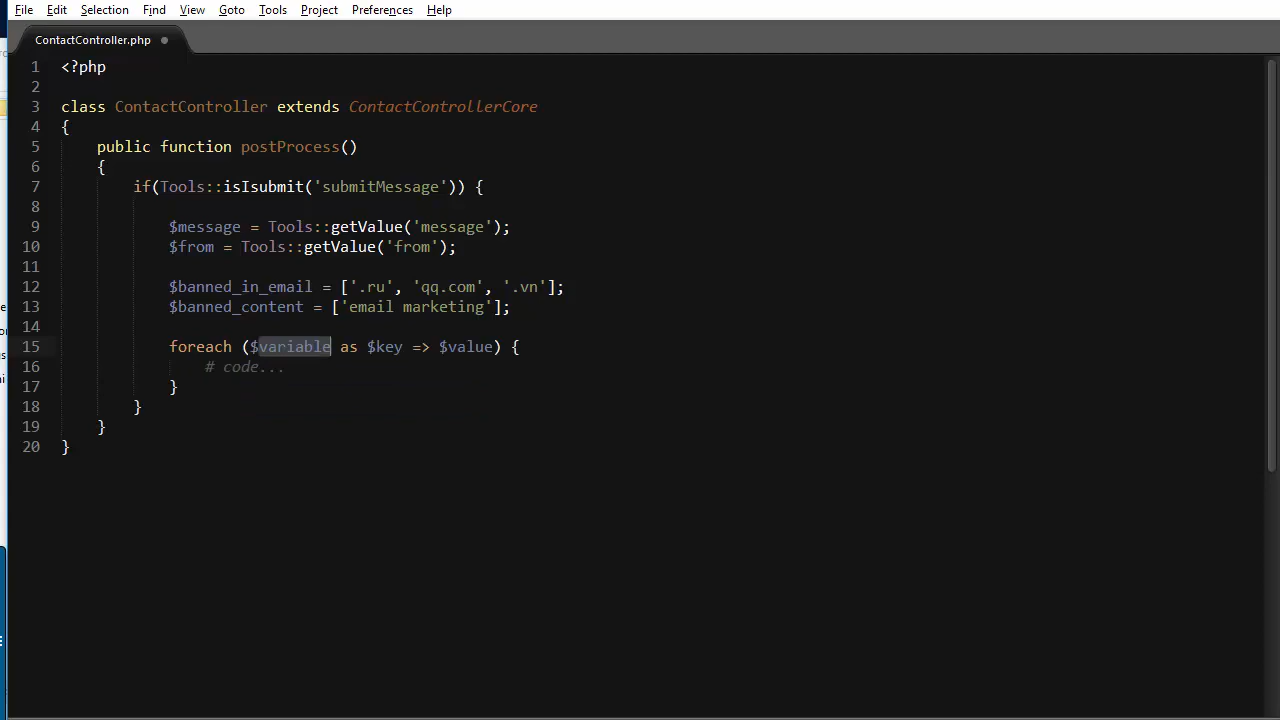 File Edit Selection Find View Goto Tools Project Preferences Help
ContactController.php
1 <?php
2
3 class ContactController extends ContactControllerCore
4 {
5 public function postProcess()
6 {
7 if(Tools::isIsubmit('submitMessage')) {
8
9 $message = Tools::getValue('message');
10 $from = Tools::getValue('from');
11
12 $banned_in_email = ['.ru', 'qq.com', '.vn'];
13 $banned_content = ['email marketing'];
14
15 foreach ($variable as $key => $value) {
16 # code...
17 }
18 }
19 }
20 }